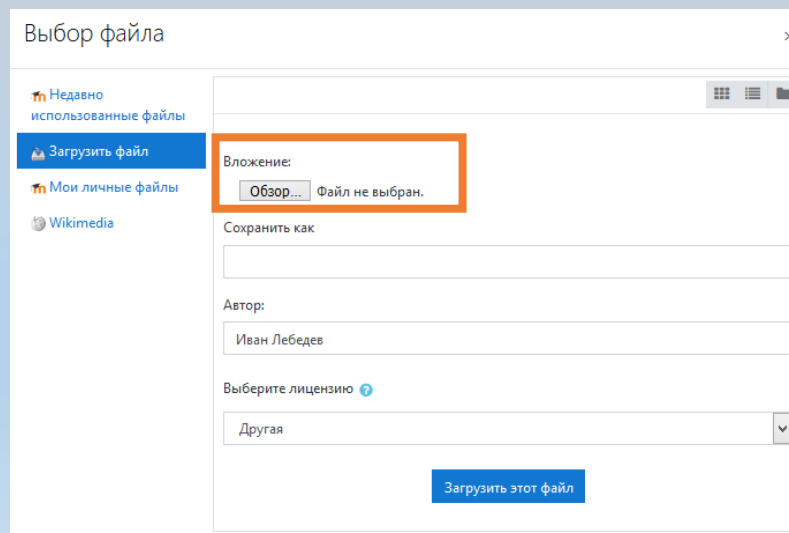 Выбор файла
Недавно
использованные файлы
Загрузить файл
Мои личные файлы
Wikimedia
Вложение:
Обзор... Файл не выбран.
Сохранить как
Автор:
Иван Лебедев
Выберите лицензию ?
Другая
Загрузить этот файл